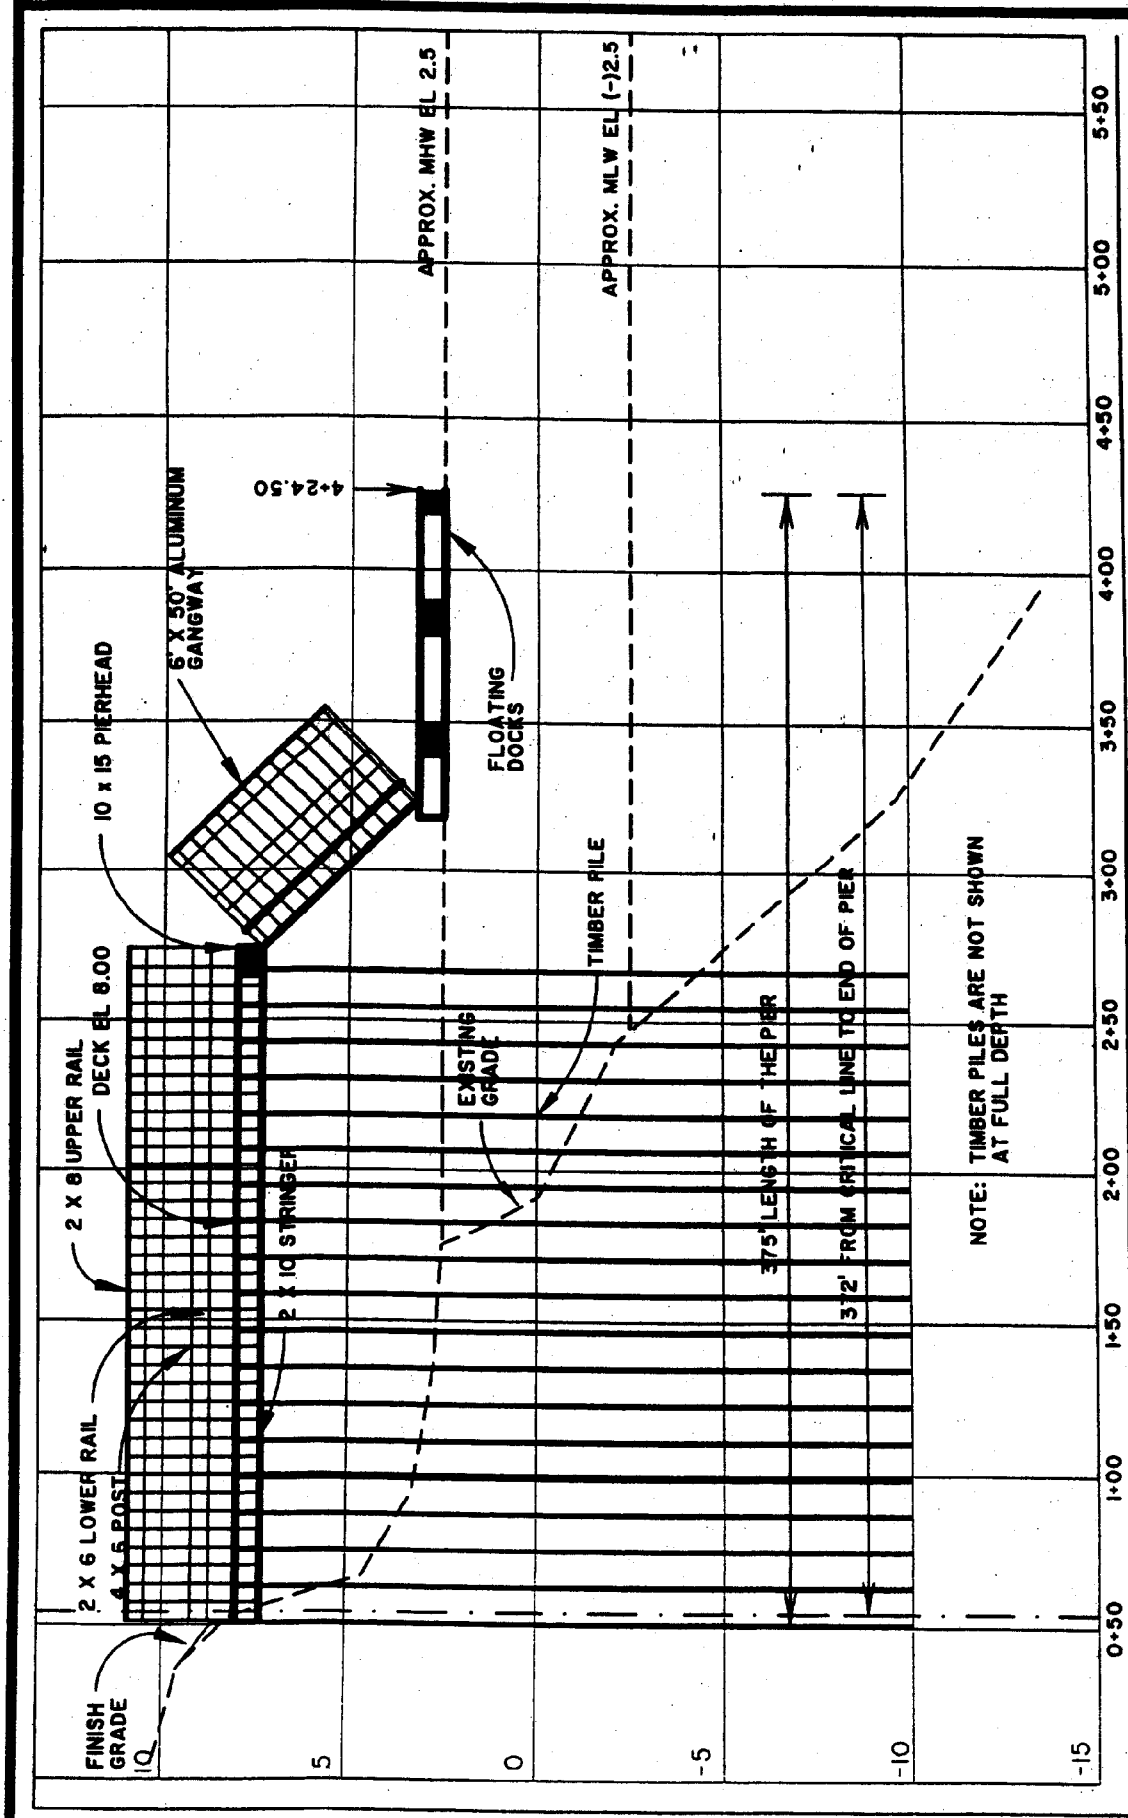 FINISH
GRADE
2 X 6 LOWER RAIL
4 X 6 POST
2 X 8 UPPER RAIL
DECK EL 8.00
10 x 15 PIERHEAD
6' X 50' ALUMINUM
GANGWAY
4+24.50
APPROX. MHW EL 2.5
APPROX. MLW EL (-)2.5
2 X 10 STRINGER
EXISTING
GRADE
TIMBER PILE
FLOATING
DOCKS
375' LENGTH OF THE PIER
372' FROM CRITICAL LINE TO END OF PIER
NOTE: TIMBER PILES ARE NOT SHOWN
AT FULL DEPTH
10
5
0
-5
-10
-15
0+50
1+00
1+50
2+00
2+50
3+00
3+50
4+00
4+50
5+00
5+50